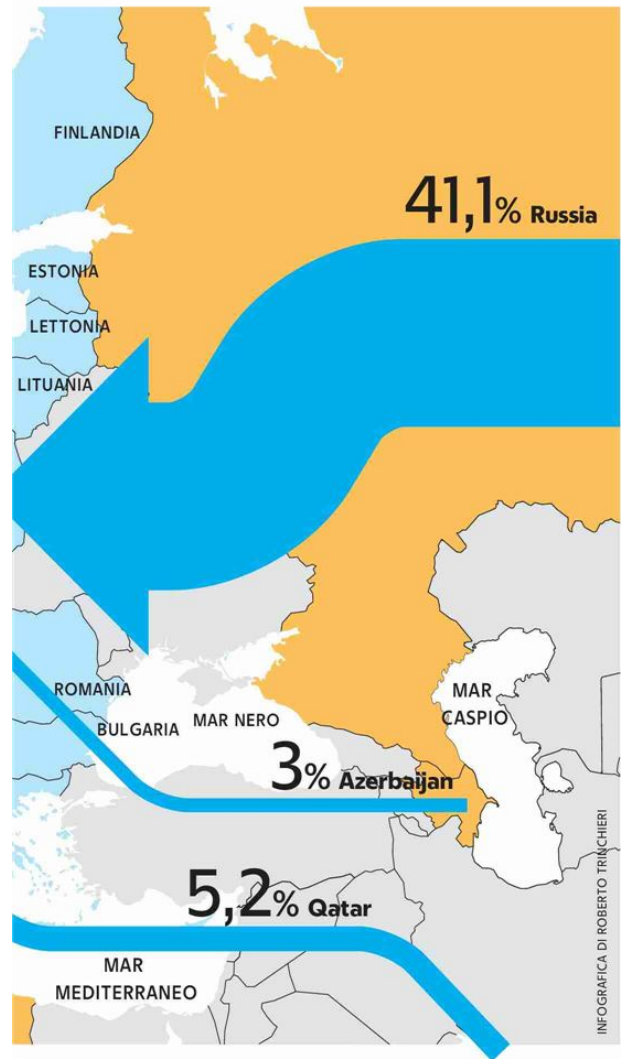 FINLANDIA
41,1% Russia
ESTONIA
LETTONIA
LITUANIA
ROMANIA
BULGARIA
MAR NERO
MAR
CASPIO
3% Azerbaijan
5,2% Qatar
MAR
MEDITERRANEO
INFOGRAFICA DI ROBERTO TRINCHIERI